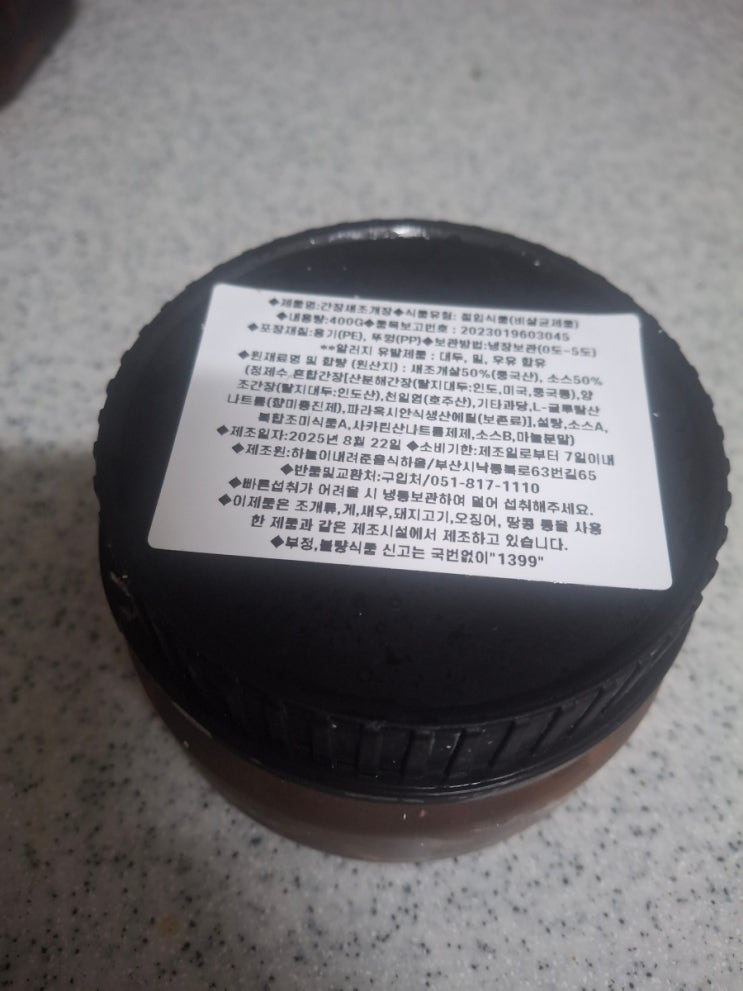 ◆제품명:간장새조개장◆식품유형: 절임식품(비살균제품)
◆내용량:400G◆품목보고번호 : 2023019603045
◆포장재질:용기(PE), 뚜껑(PP)◆보관방법:냉장보관(0도~5도)
**알러지 유발제품 : 대두, 밀, 우유 함유
◆원재료명 및 함량 (원산지) : 새조개살50%(중국산), 소스50%
(정제수,혼합간장[산분해간장(탈지대두:인도,미국,중국등),양
조간장(탈지대두:인도산),천일염(호주산),기타과당,L-글루탐산
나트륨(향미증진제),파라옥시안식향산에틸(보존료)],설탕,소스A,
복합조미식품A,사카린산나트륨제제,소스B,마늘분말)
◆제조일자:2025년 8월 22일 ◆소비기한:제조일로부터 7일이내
◆제조원:하늘이내려준음식하을/부산시낙동북로63번길65
◆반품및교환처:구입처/051-817-1110
◆빠른섭취가 어려울 시 냉동보관하여 덜어 섭취해주세요.
◆이제품은 조개류,게,새우,돼지고기,오징어, 땅콩 등을 사용
한 제품과 같은 제조시설에서 제조하고 있습니다.
◆부정,불량식품 신고는 국번없이"1399"